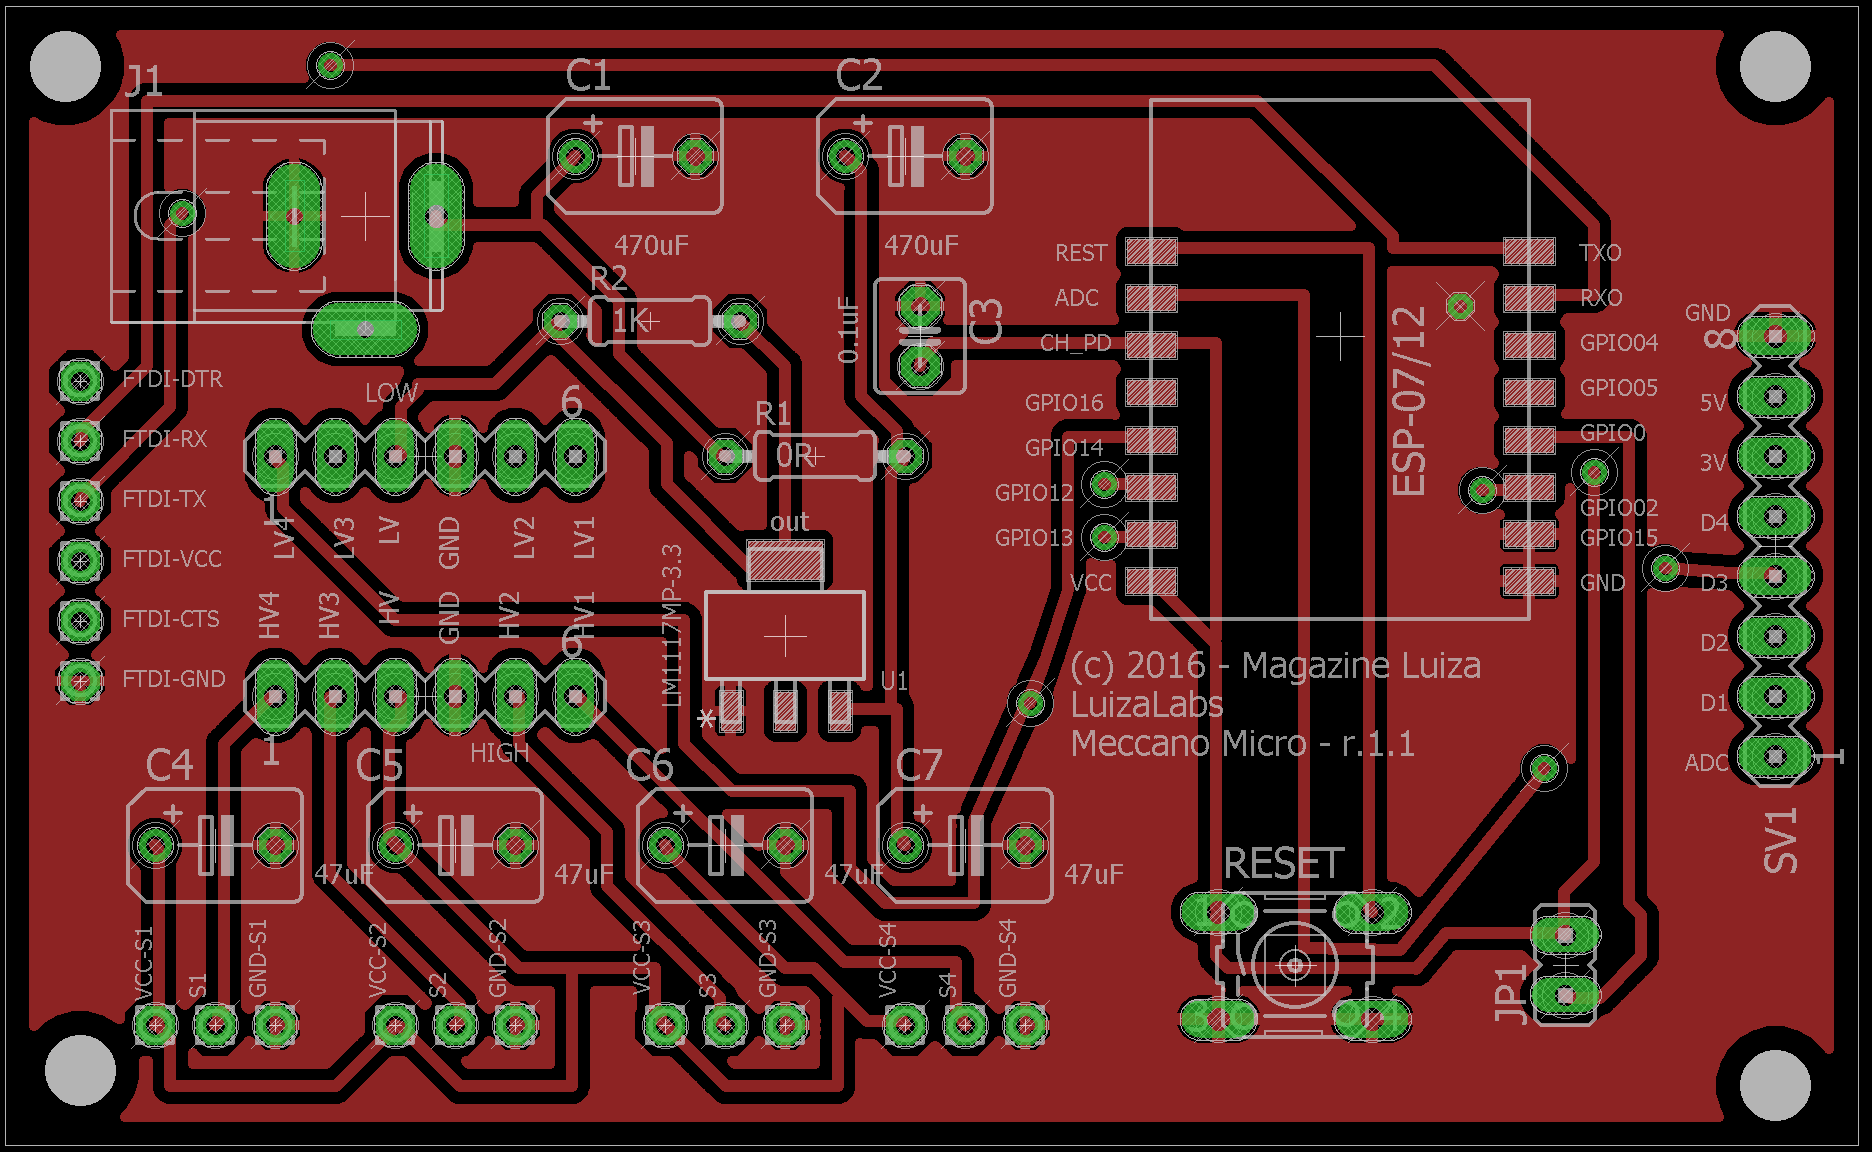 J1
C1
C2
470uF
470uF
R2
1K
0.1uF
C3
REST
ADC
CH_PD
GPIO16
GPIO14
GPIO12
GPIO13
VCC
TXO
RXO
GPIO04
GPIO05
GPIO0
GPIO02
GPIO15
GND
ESP-07/12
GND
8
5V
3V
D4
D3
D2
D1
ADC
1
SV1
FTDI-DTR
FTDI-RX
FTDI-TX
FTDI-VCC
FTDI-CTS
FTDI-GND
LOW
6
1
LV4
LV3
LV
GND
LV2
LV1
R1
0R
out
LM1117MP-3.3
U1
*
HV4
HV3
HV
GND
HV2
HV1
6
1
HIGH
(c) 2016 - Magazine Luiza
LuizaLabs
Meccano Micro - r.1.1
C4
C5
C6
C7
+
+
+
+
47uF
47uF
47uF
47uF
VCC-S1
S1
GND-S1
VCC-S2
S2
GND-S2
VCC-S3
S3
GND-S3
VCC-S4
S4
GND-S4
RESET
JP1